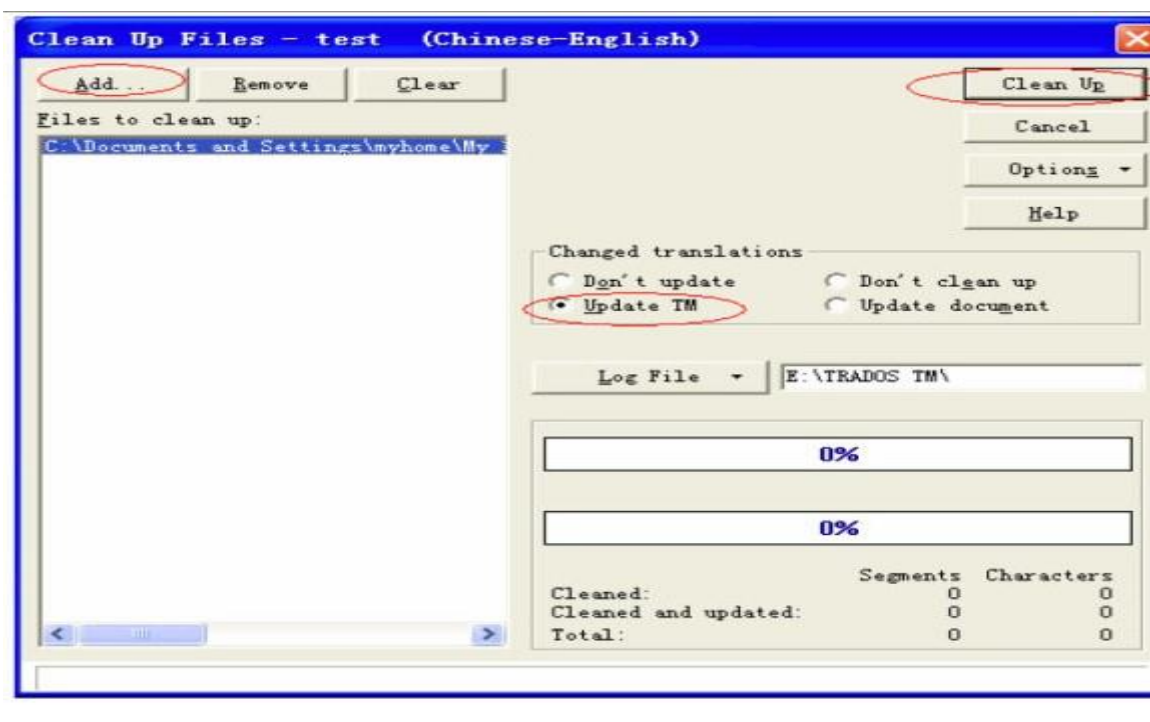 Clean Up Files - test (Chinese-English)
Add... Remove Clear
Clean Up
Files to clean up:
Cancel
C:\Documents and Settings\myhome\My
Options
Help
Changed translations
Don't update Don't clean up
Update TM Update document
Log File E:\TRADOS TM\
0%
0%
Segments Characters
Cleaned: 0 0
Cleaned and updated: 0 0
Total: 0 0